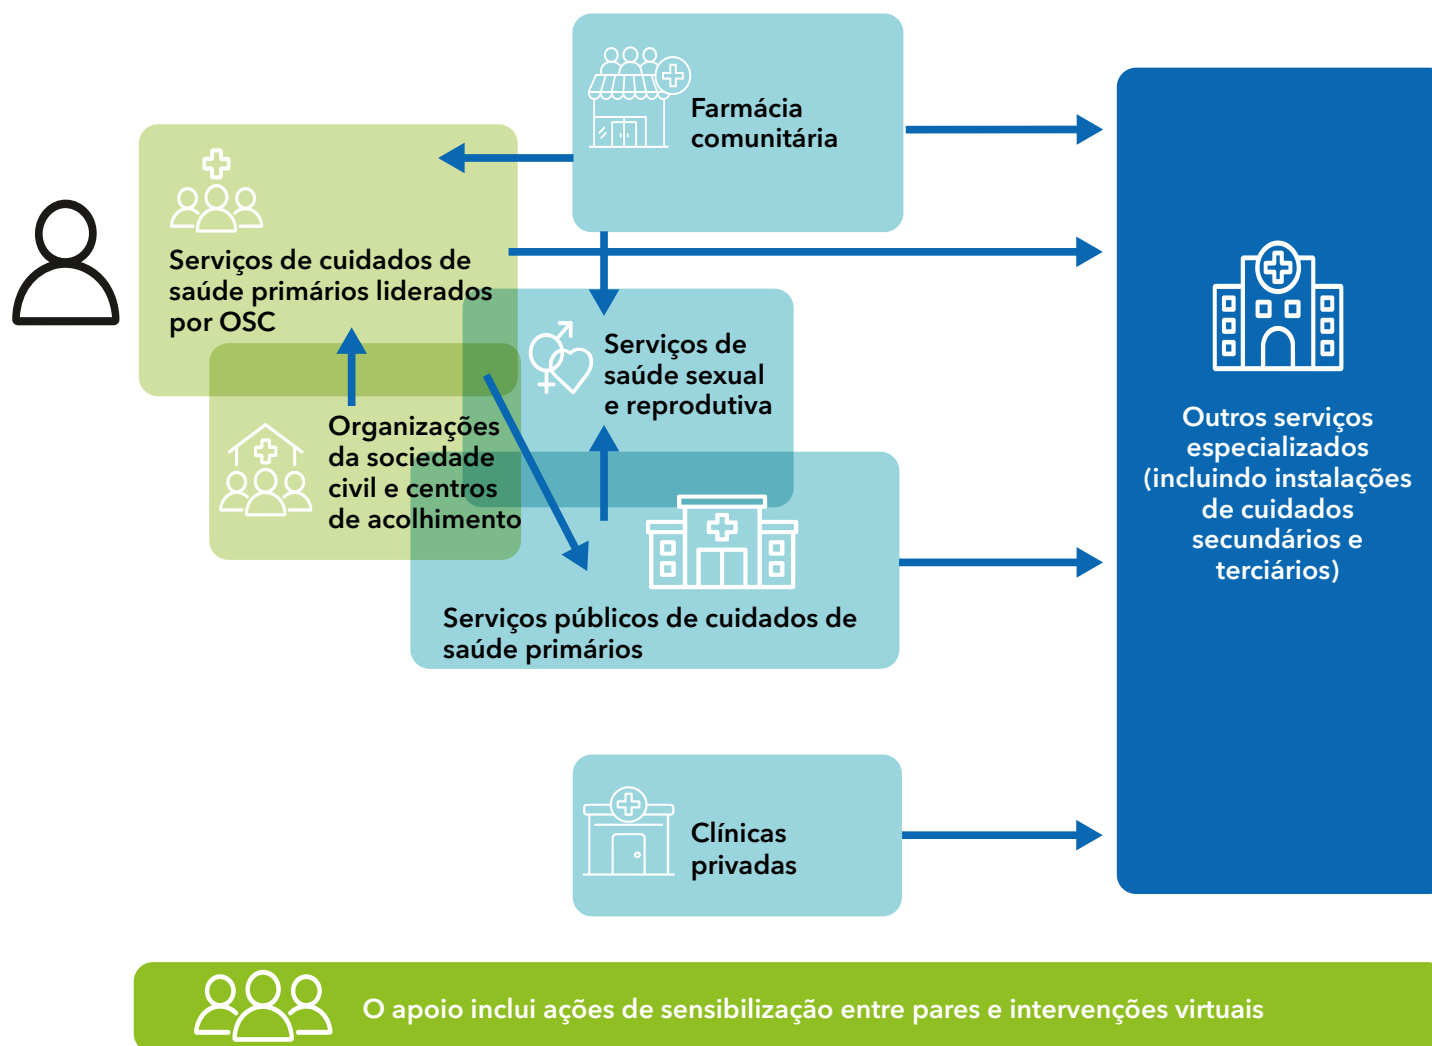 Farmácia
comunitária
Serviços de cuidados de
saúde primários liderados
por OSC
Serviços de
saúde sexual
e reprodutiva
Organizações
da sociedade
civil e centros
de acolhimento
Serviços públicos de cuidados de
saúde primários
Outros serviços
especializados
(incluindo instalações
de cuidados
secundários e
terciários)
Clínicas
privadas
O apoio inclui ações de sensibilização entre pares e intervenções virtuais